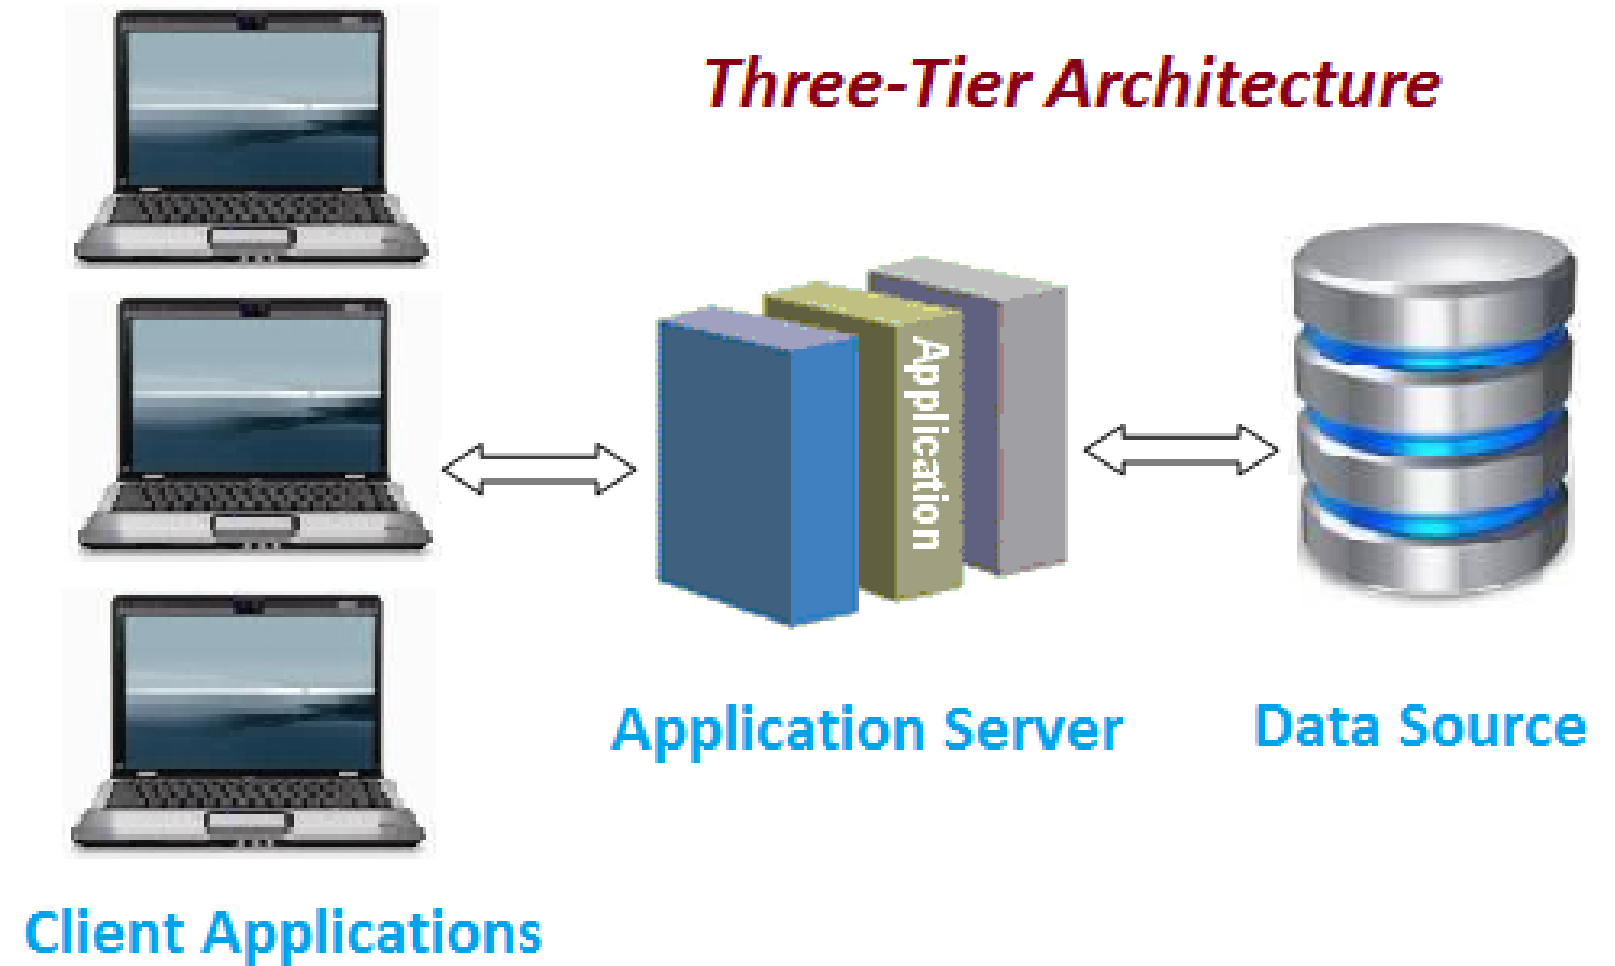 Three-Tier Architecture
Application
Application Server
Data Source
Client Applications